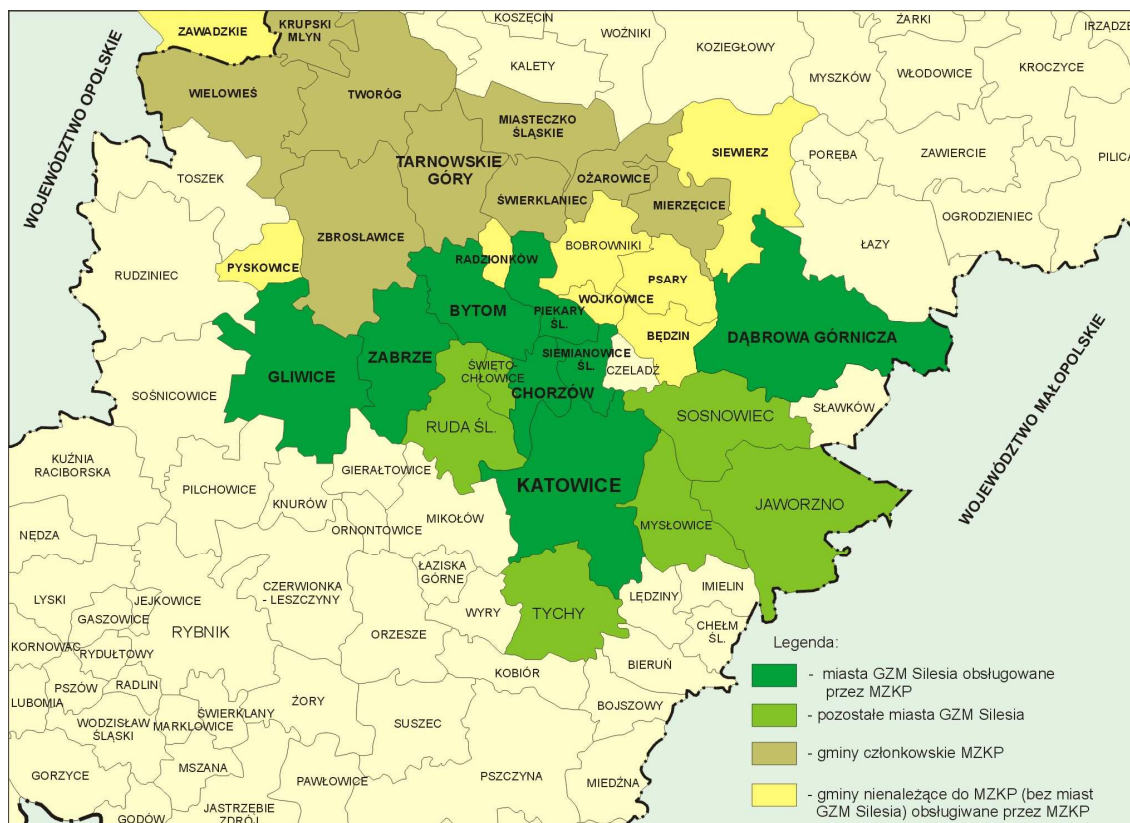 ZAWADZKIE
KRUPSKI
MŁYN
KOSZĘCIN
WOŹNIKI
KOZIEGŁOWY
ŻARKI
IRZĄDZE
KALETY
MYSZKÓW
WŁODOWICE
KROCZYCE
WOJEWÓDZTWO OPOLSKIE
WIELOWIEŚ
TWORÓG
MIASTECZKO
ŚLĄSKIE
SIEWIERZ
PORĘBA
ZAWIERCIE
PILICA
TOSZEK
TARNOWSKIE
GÓRY
OŻAROWICE
ŚWIERKLANIEC
MIERZĘCICE
OGRODZIENIEC
ZBROSŁAWICE
BOBROWNIKI
ŁAZY
RUDZINIEC
PYSKOWICE
RADZIONKÓW
PSARY
WOJKOWICE
BYTOM
PIEKARY
ŚL.
BĘDZIN
DĄBROWA GÓRNICZA
WOJEWÓDZTWO MAŁOPOLSKIE
ZABRZE
SIEMIANOWICE
ŚL.
CZELADŹ
GLIWICE
ŚWIĘTO-
CHŁOWICE
CHORZÓW
SOŚNICOWICE
RUDA ŚL.
SOSNOWIEC
SŁAWKÓW
KUŹNIA
RACIBORSKA
PILCHOWICE
GIERAŁTOWICE
KNURÓW
KATOWICE
JAWORZNO
NĘDZA
ORNONTOWICE
MIKOŁÓW
MYSŁOWICE
ŁAZISKA
GÓRNE
IMIELIN
LYSKI
JEJKOWICE
CZERWIONKA
- LESZCZYNY
WYRY
TYCHY
LĘDZINY
GASZOWICE
RYBNIK
ORZESZE
CHEŁM
ŚL.
KORNOWAC
RYDUŁTOWY
KOBIÓR
BIERUŃ
PSZÓW
RADLIN
LUBOMIA
ŻORY
BOJSZOWY
WODZISŁAW
ŚLĄSKI
MARKLOWICE
ŚWIERKLANY
SUSZEC
GORZYCE
MSZANA
PAWŁOWICE
PSZCZYNA
MIEDŹNA
GODÓW
JASTRZĘBIE
ZDRÓJ
Legenda:
- miasta GZM Silesia obsługowane
przez MZKP
- pozostałe miasta GZM Silesia
- gminy członkowskie MZKP
- gminy nienależące do MZKP (bez miast
GZM Silesia) obsługiwane przez MZKP